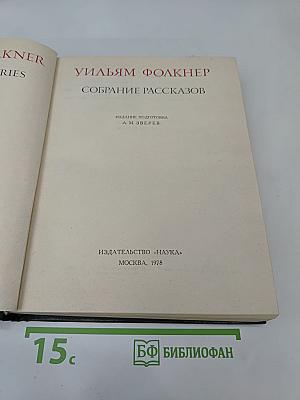 KNER
RIES
УИЛЬЯМ ФОЛКНЕР
СОБРАНИЕ РАССКАЗОВ
ИЗДАНИЕ ПОДГОТОВИЛ
А. М. ЗВЕРЕВ
ИЗДАТЕЛЬСТВО «НАУКА»
МОСКВА, 1978
15с
БФ БИБЛИОФАН